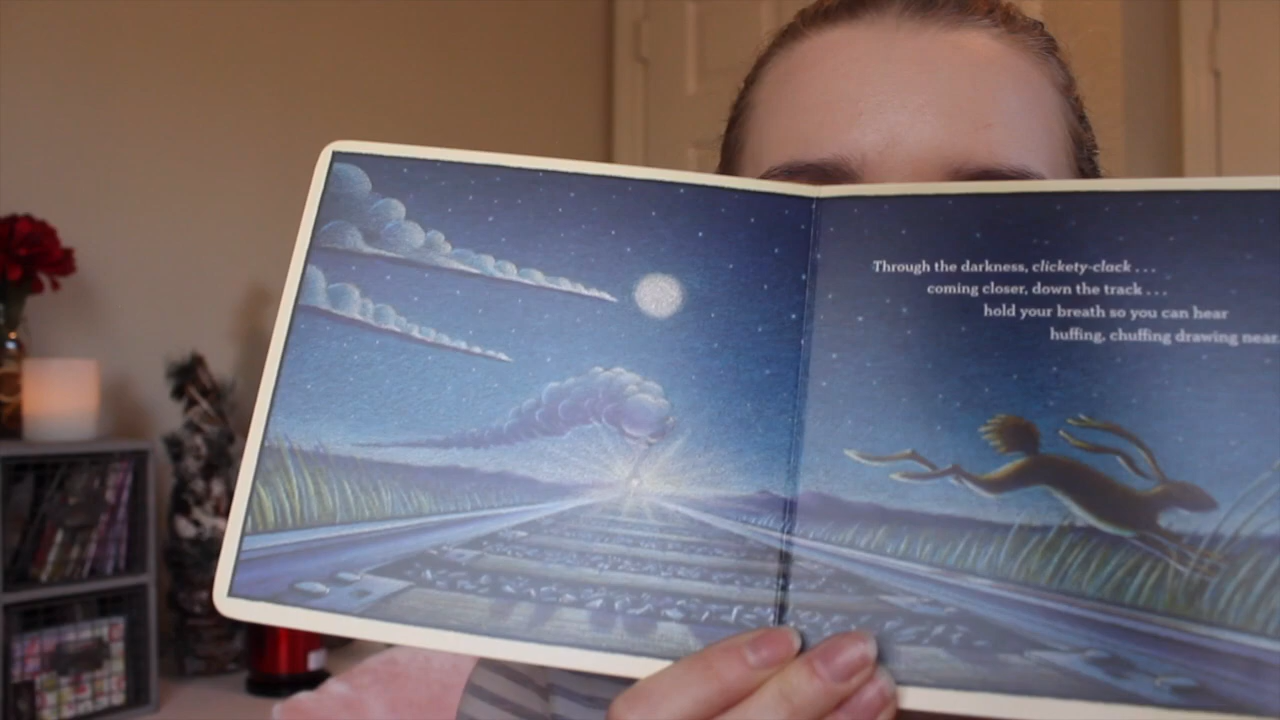 Through the darkness, clickety-clack . . .
coming closer, down the track . . .
hold your breath so you can hear
huffing, chuffing drawing near.